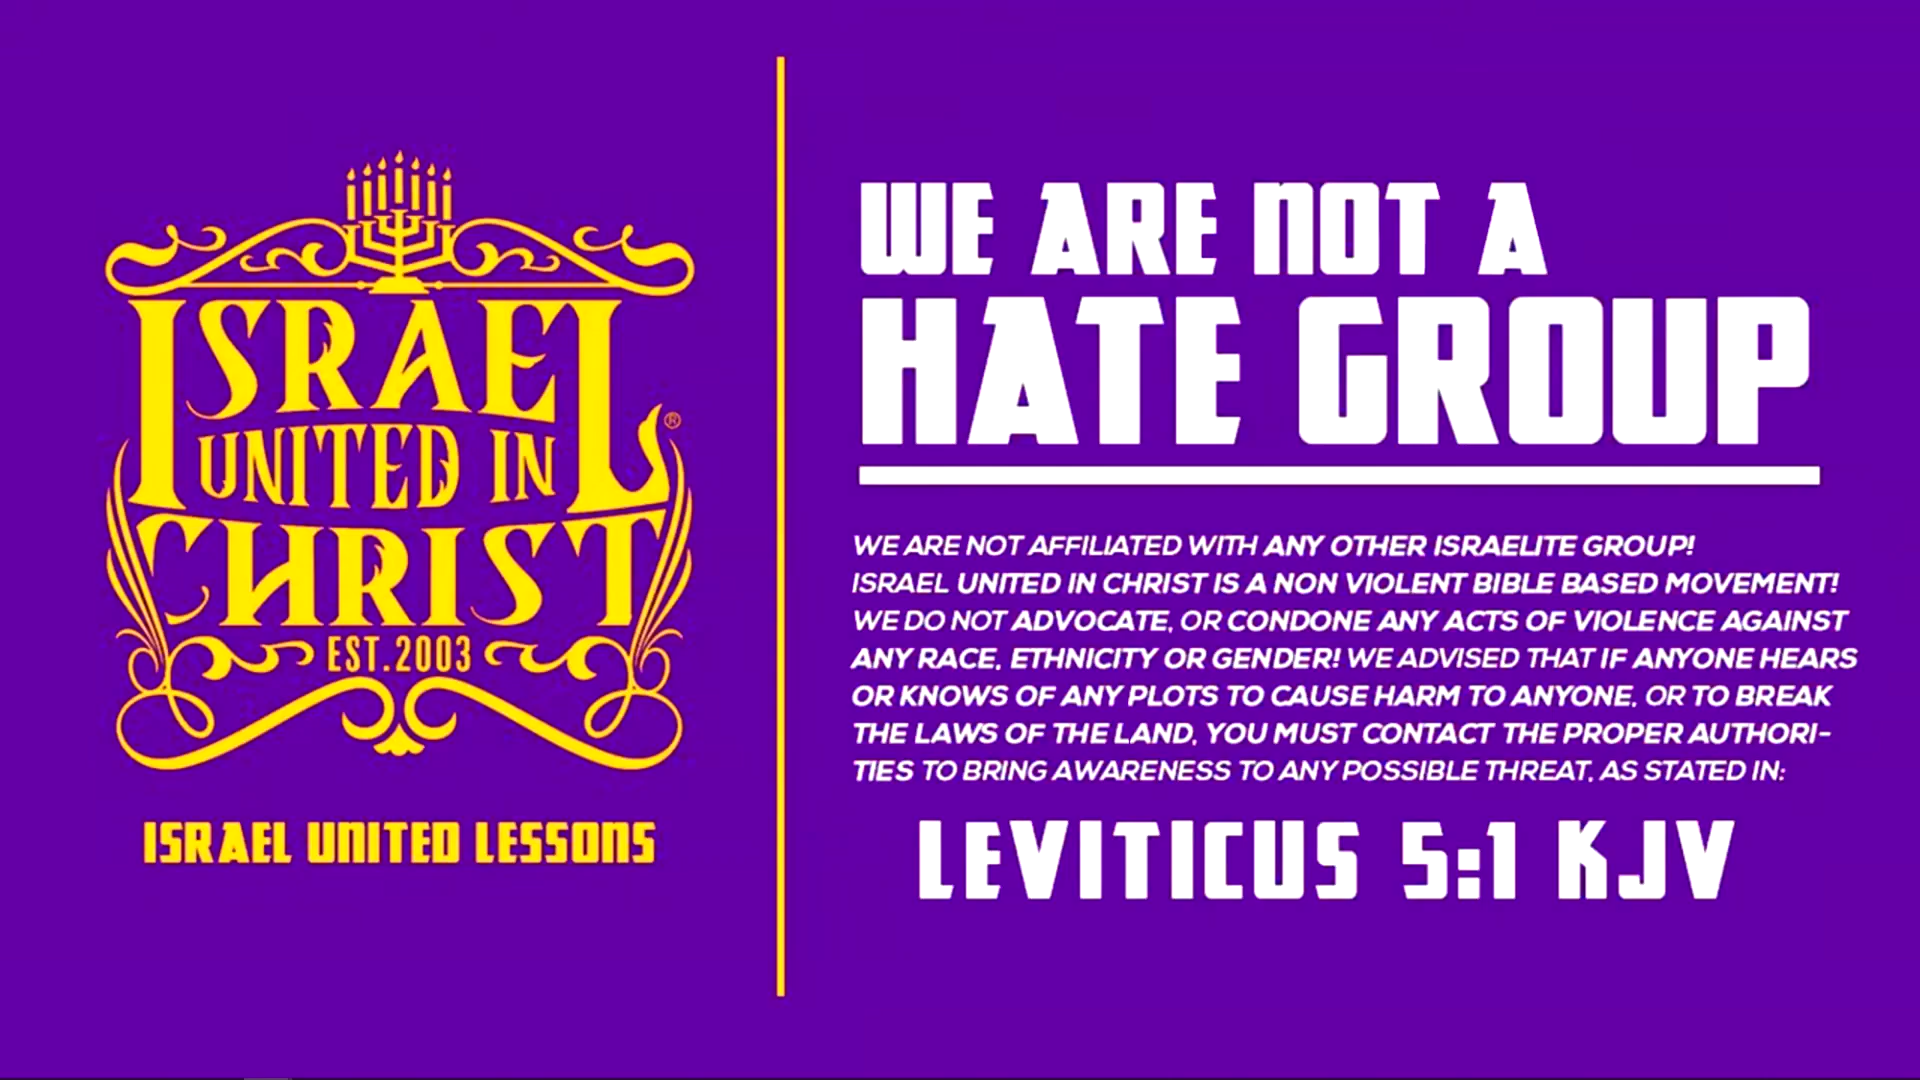 ISRAEL
UNITED IN
CHRIST
®
EST.2003
ISRAEL UNITED LESSONS
WE ARE NOT A
HATE GROUP
WE ARE NOT AFFILIATED WITH ANY OTHER ISRAELITE GROUP!
ISRAEL UNITED IN CHRIST IS A NON VIOLENT BIBLE BASED MOVEMENT!
WE DO NOT ADVOCATE, OR CONDONE ANY ACTS OF VIOLENCE AGAINST
ANY RACE, ETHNICITY OR GENDER! WE ADVISED THAT IF ANYONE HEARS
OR KNOWS OF ANY PLOTS TO CAUSE HARM TO ANYONE, OR TO BREAK
THE LAWS OF THE LAND, YOU MUST CONTACT THE PROPER AUTHORI-
TIES TO BRING AWARENESS TO ANY POSSIBLE THREAT, AS STATED IN:
LEVITICUS 5:1 KJV